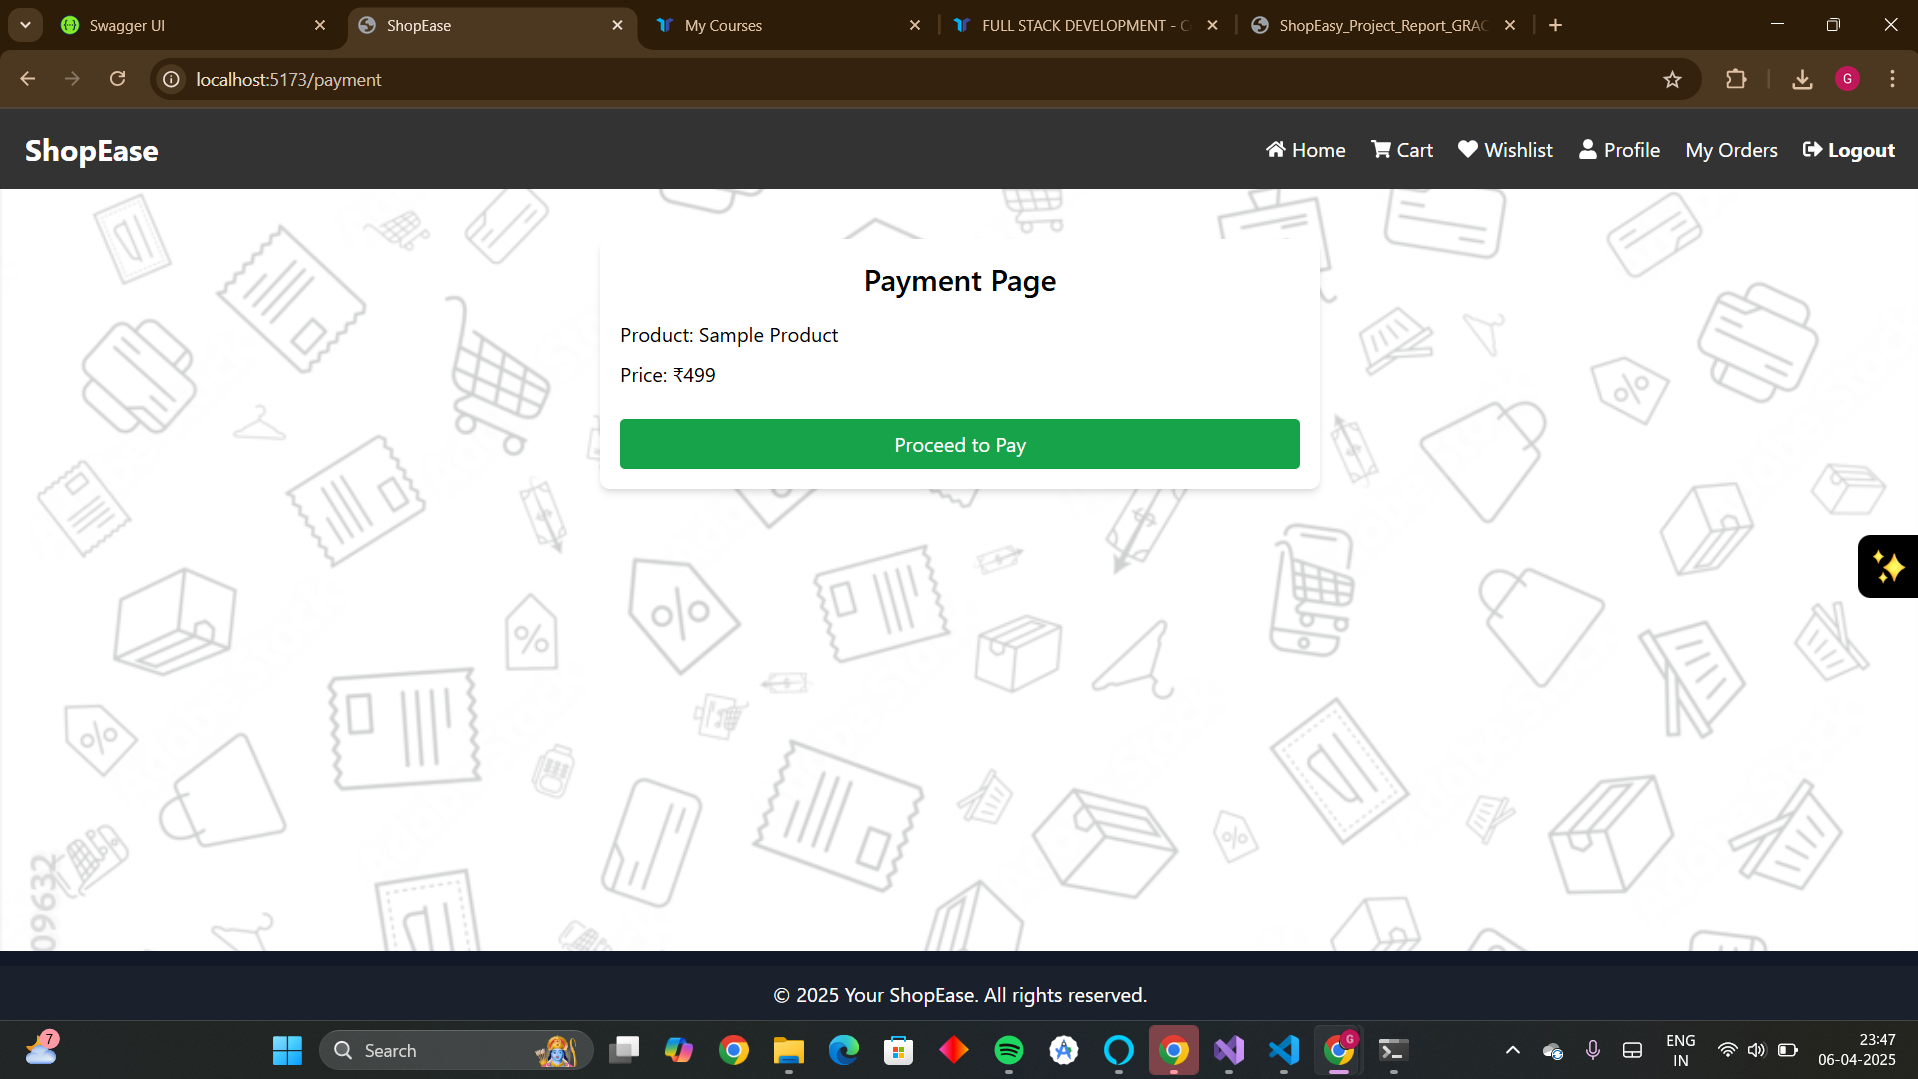 Swagger UI
ShopEase
My Courses
FULL STACK DEVELOPMENT - C
ShopEasy_Project_Report_GRAC
localhost:5173/payment
G
ShopEase
Home
Cart
Wishlist
Profile
My Orders
Logout
Payment Page
Product: Sample Product
Price: ₹499
Proceed to Pay
09632
© 2025 Your ShopEase. All rights reserved.
7
Search
G
ENG
IN
23:47
06-04-2025